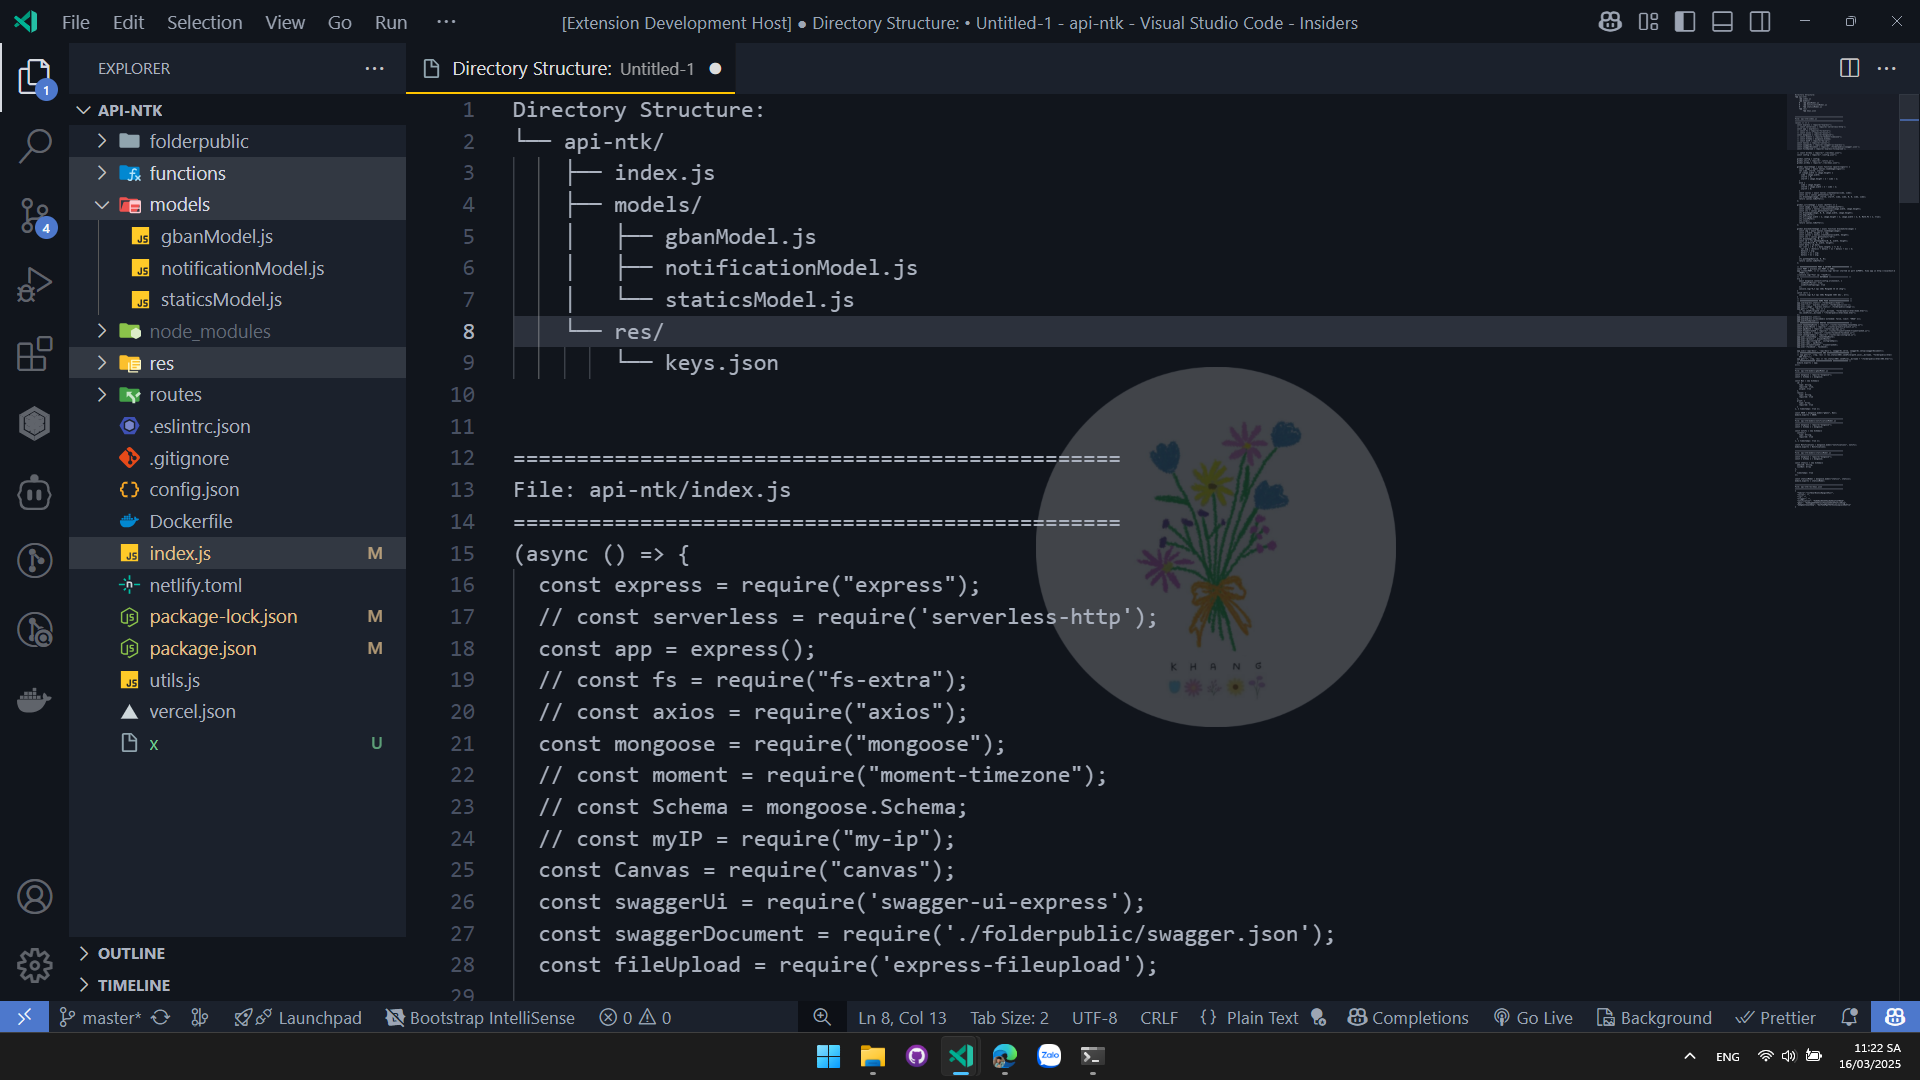 File Edit Selection View Go Run ···
[Extension Development Host] ● Directory Structure: • Untitled-1 - api-ntk - Visual Studio Code - Insiders
EXPLORER
Directory Structure: Untitled-1
1
4
API-NTK
folderpublic
functions
models
gbanModel.js
notificationModel.js
staticsModel.js
node_modules
res
routes
.eslintrc.json
.gitignore
config.json
Dockerfile
index.js M
netlify.toml
package-lock.json M
package.json M
utils.js
vercel.json
x U
OUTLINE
TIMELINE
1 Directory Structure:
2 └── api-ntk/
3 ├── index.js
4 ├── models/
5 │ ├── gbanModel.js
6 │ ├── notificationModel.js
7 │ └── staticsModel.js
8 └── res/
9 └── keys.json
10
11
12 ================================================
13 File: api-ntk/index.js
14 ================================================
15 (async () => {
16 const express = require("express");
17 // const serverless = require('serverless-http');
18 const app = express();
19 // const fs = require("fs-extra");
20 // const axios = require("axios");
21 const mongoose = require("mongoose");
22 // const moment = require("moment-timezone");
23 // const Schema = mongoose.Schema;
24 // const myIP = require("my-ip");
25 const Canvas = require("canvas");
26 const swaggerUi = require('swagger-ui-express');
27 const swaggerDocument = require('./folderpublic/swagger.json');
28 const fileUpload = require('express-fileupload');
29
KHANG
master* Launchpad Bootstrap IntelliSense 0 0 Ln 8, Col 13 Tab Size: 2 UTF-8 CRLF {} Plain Text Completions Go Live Background Prettier
Zalo
ENG
11:22 SA
16/03/2025